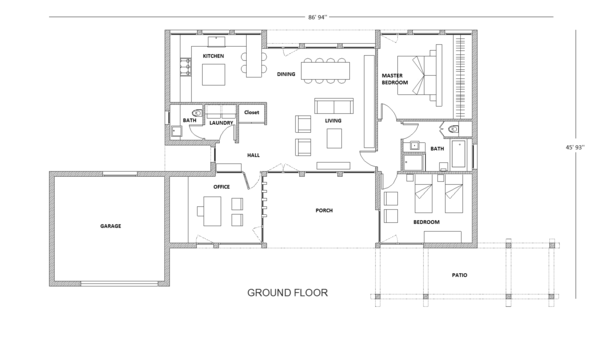 86' 94"
KITCHEN
DINING
MASTER
BEDROOM
BATH
LAUNDRY
Closet
LIVING
45' 93"
BATH
HALL
OFFICE
PORCH
BEDROOM
GARAGE
PATIO
GROUND FLOOR